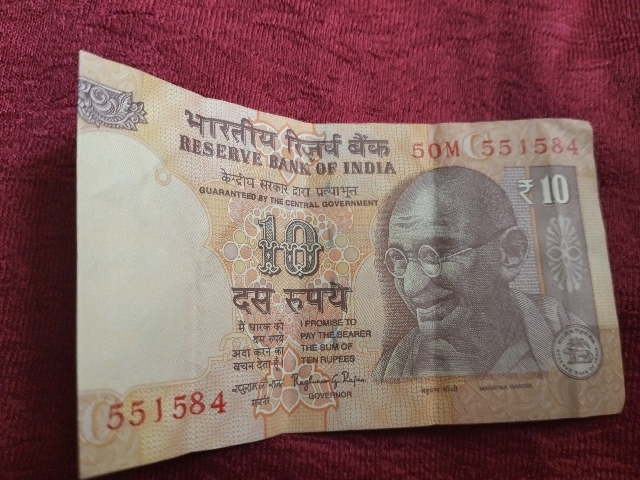 भारतीय रिज़र्व बैंक
RESERVE BANK OF INDIA
50M 551584
केन्द्रीय सरकार द्वारा प्रत्याभूत
GUARANTEED BY THE CENTRAL GOVERNMENT
₹ 10
10
दस रुपये
मैं धारक को
दस रुपये
अदा करने का
वचन देता हूँ
I PROMISE TO
PAY THE BEARER
THE SUM OF
TEN RUPEES
Raghuram G. Rajan
गवर्नर
GOVERNOR
महात्मा गांधी
MAHATMA GANDHI
551584